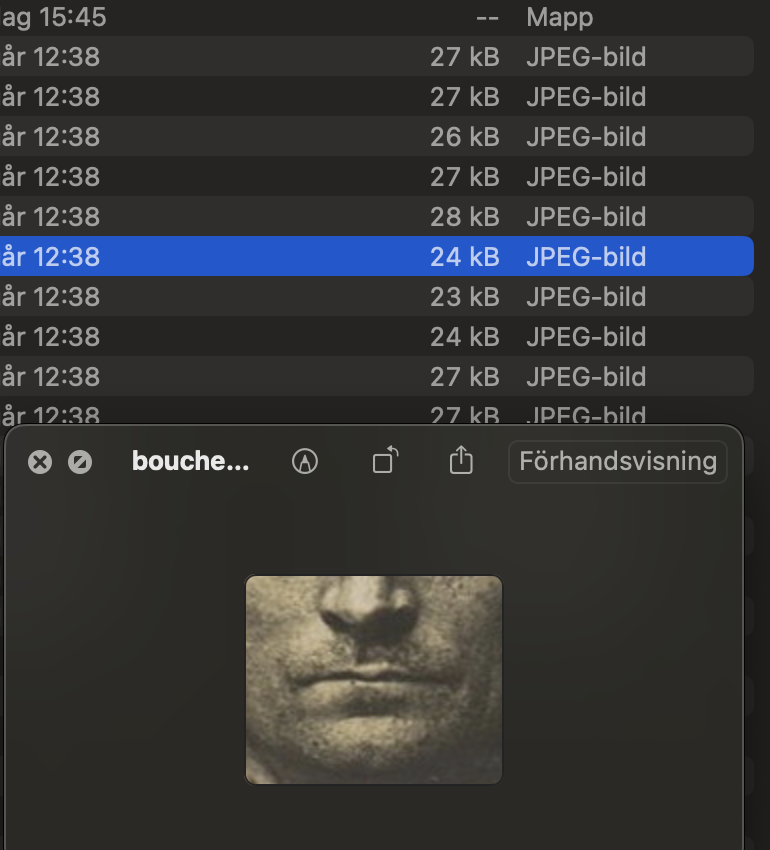 ag 15:45 -- Mapp
år 12:38 27 kB JPEG-bild
år 12:38 27 kB JPEG-bild
år 12:38 26 kB JPEG-bild
år 12:38 27 kB JPEG-bild
år 12:38 28 kB JPEG-bild
år 12:38 24 kB JPEG-bild
år 12:38 23 kB JPEG-bild
år 12:38 24 kB JPEG-bild
år 12:38 27 kB JPEG-bild
år 12:38 27 kB JPEG-bild
bouche... Förhandsvisning